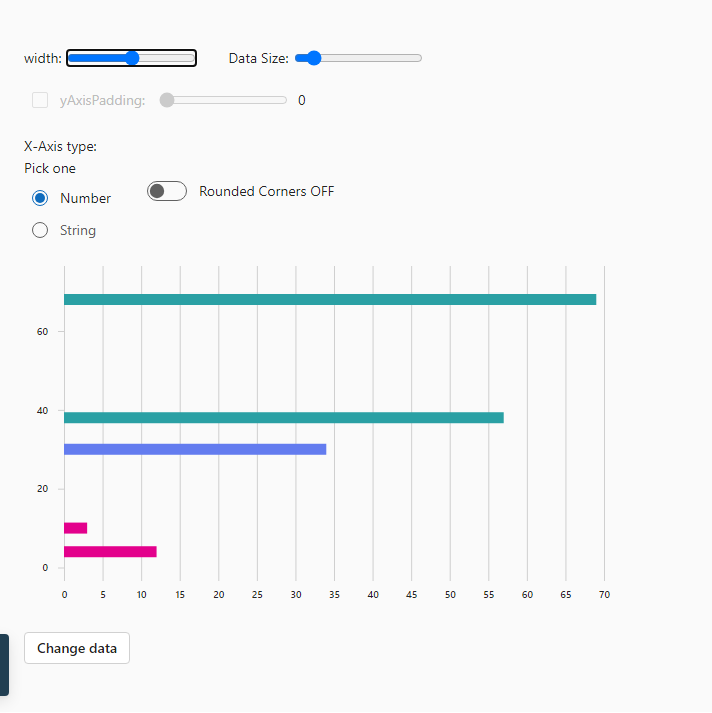 width: Data Size:
yAxisPadding: 0
X-Axis type:
Pick one
Number Rounded Corners OFF
String
60
40
20
0
0 5 10 15 20 25 30 35 40 45 50 55 60 65 70
Change data